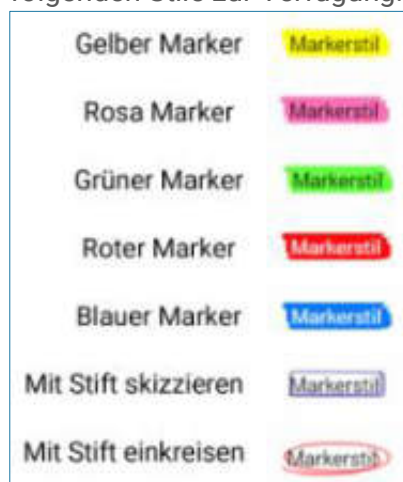 folgenden Stile zur Verfügung:
Gelber Marker Markerstil
Rosa Marker Markerstil
Grüner Marker Markerstil
Roter Marker Markerstil
Blauer Marker Markerstil
Mit Stift skizzieren Markerstil
Mit Stift einkreisen Markerstil